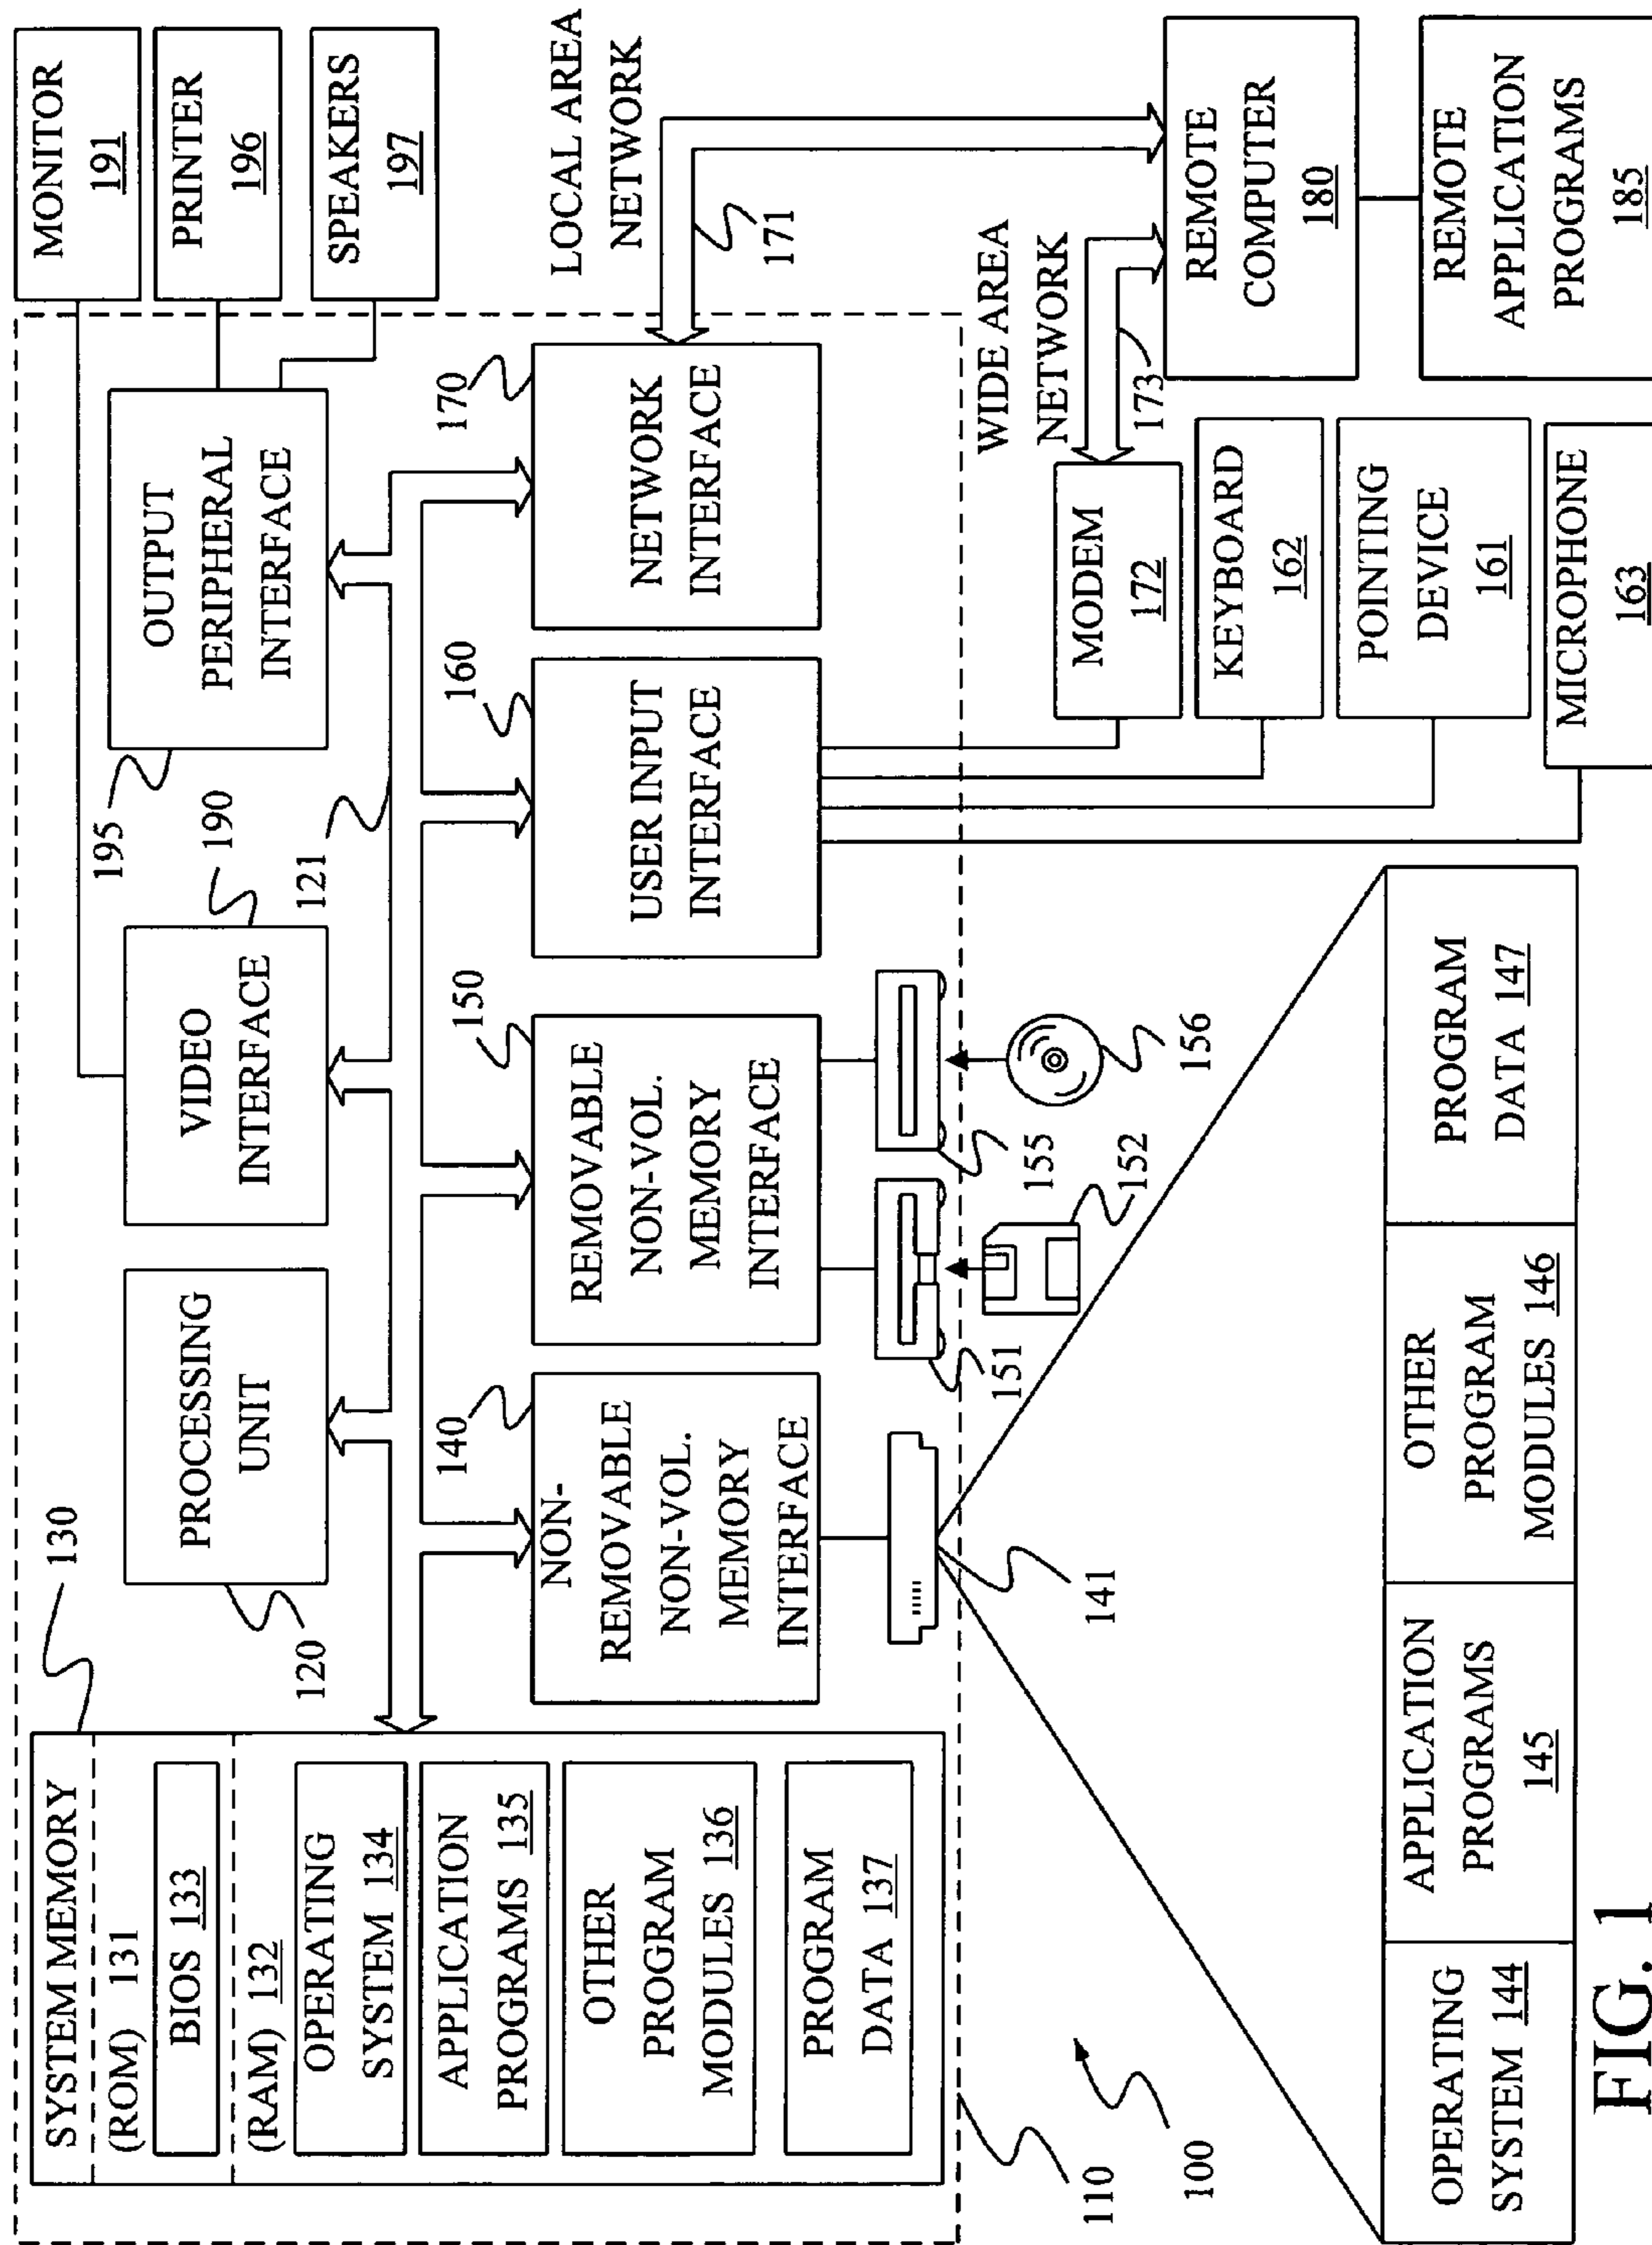 SYSTEM MEMORY
(ROM) 131
BIOS 133
(RAM) 132
OPERATING
SYSTEM 134
APPLICATION
PROGRAMS 135
OTHER
PROGRAM
MODULES 136
PROGRAM
DATA 137
130
PROCESSING
UNIT
120
VIDEO
INTERFACE
190
OUTPUT
PERIPHERAL
INTERFACE
195
121
MONITOR
191
PRINTER
196
SPEAKERS
197
NON-
REMOVABLE
NON-VOL.
MEMORY
INTERFACE
140
REMOVABLE
NON-VOL.
MEMORY
INTERFACE
150
USER INPUT
INTERFACE
160
NETWORK
INTERFACE
170
LOCAL AREA
NETWORK
171
141
151
152
155
156
WIDE AREA
NETWORK
173
MODEM
172
KEYBOARD
162
POINTING
DEVICE
161
MICROPHONE
163
REMOTE
COMPUTER
180
REMOTE
APPLICATION
PROGRAMS
185
110
100
OPERATING
SYSTEM 144
APPLICATION
PROGRAMS
145
OTHER
PROGRAM
MODULES 146
PROGRAM
DATA 147
FIG. 1